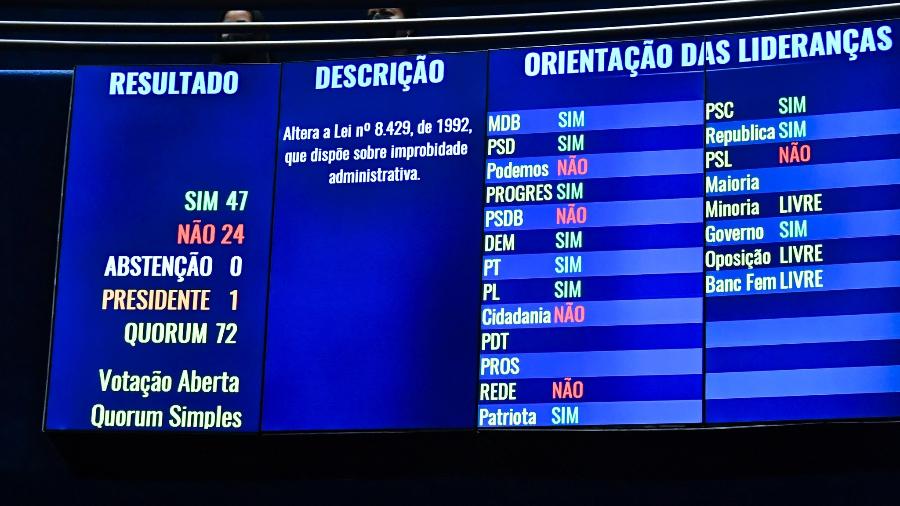 RESULTADO
SIM 47
NÃO 24
ABSTENÇÃO 0
PRESIDENTE 1
QUORUM 72
Votação Aberta
Quorum Simples
DESCRIÇÃO
Altera a Lei nº 8.429, de 1992,
que dispõe sobre improbidade
administrativa.
ORIENTAÇÃO DAS LIDERANÇAS
MDB SIM
PSD SIM
Podemos NÃO
PROGRES SIM
PSDB NÃO
DEM SIM
PT SIM
PL SIM
Cidadania NÃO
PDT
PROS
REDE NÃO
Patriota SIM
PSC SIM
Republica SIM
PSL NÃO
Maioria
Minoria LIVRE
Governo SIM
Oposição LIVRE
Banc Fem LIVRE